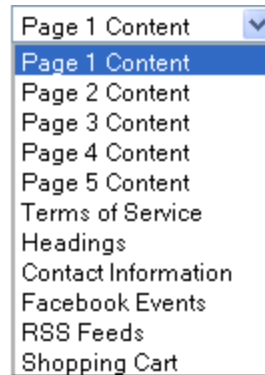 Page 1 Content
Page 1 Content
Page 2 Content
Page 3 Content
Page 4 Content
Page 5 Content
Terms of Service
Headings
Contact Information
Facebook Events
RSS Feeds
Shopping Cart